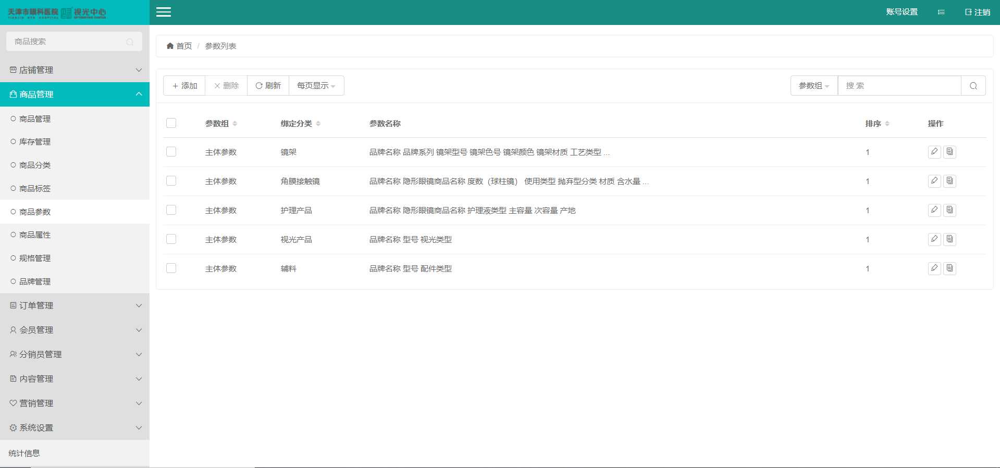 天津市眼科医院 视光中心
TIANJIN EYE HOSPITAL OPTOMETRIC CENTER
账号设置
注销
商品搜索
店铺管理
商品管理
商品管理
库存管理
商品分类
商品标签
商品参数
商品属性
规格管理
品牌管理
订单管理
会员管理
分销员管理
内容管理
营销管理
系统设置
统计信息
首页 / 参数列表
添加 删除 刷新 每页显示 参数组 搜 索
参数组 绑定分类 参数名称 排序 操作
主体参数 镜架 品牌名称 品牌系列 镜架型号 镜架色号 镜架颜色 镜架材质 工艺类型 ... 1
主体参数 角膜接触镜 品牌名称 隐形眼镜商品名称 度数（球柱镜） 使用类型 抛弃型分类 材质 含水量 ... 1
主体参数 护理产品 品牌名称 隐形眼镜商品名称 护理液类型 主容量 次容量 产地 1
主体参数 视光产品 品牌名称 型号 视光类型 1
主体参数 辅料 品牌名称 型号 配件类型 1